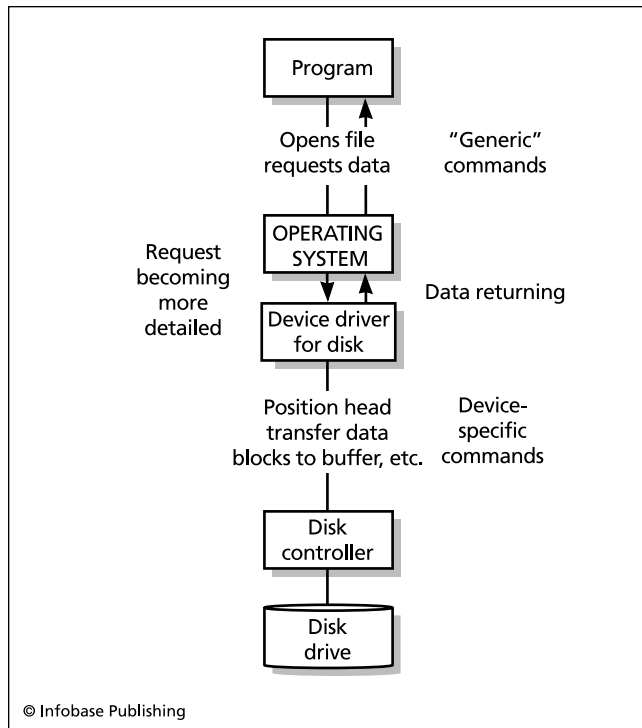 Program
Opens file
requests data
“Generic”
commands
OPERATING
SYSTEM
Request
becoming
more
detailed
Data returning
Device driver
for disk
Position head
transfer data
blocks to buffer, etc.
Device-
specific
commands
Disk
controller
Disk
drive
© Infobase Publishing